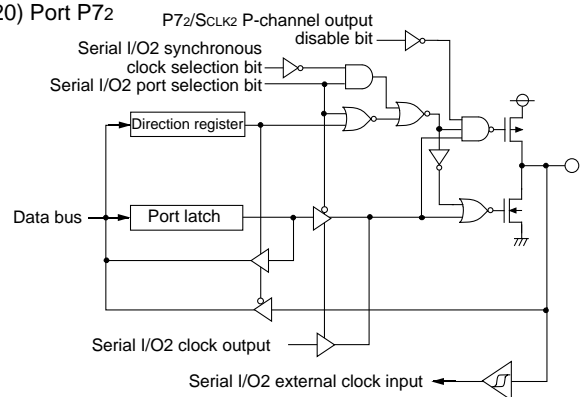 20) Port P72
P72/SCLK2 P-channel output
disable bit
Serial I/O2 synchronous
clock selection bit
Serial I/O2 port selection bit
Direction register
Data bus
Port latch
Serial I/O2 clock output
Serial I/O2 external clock input